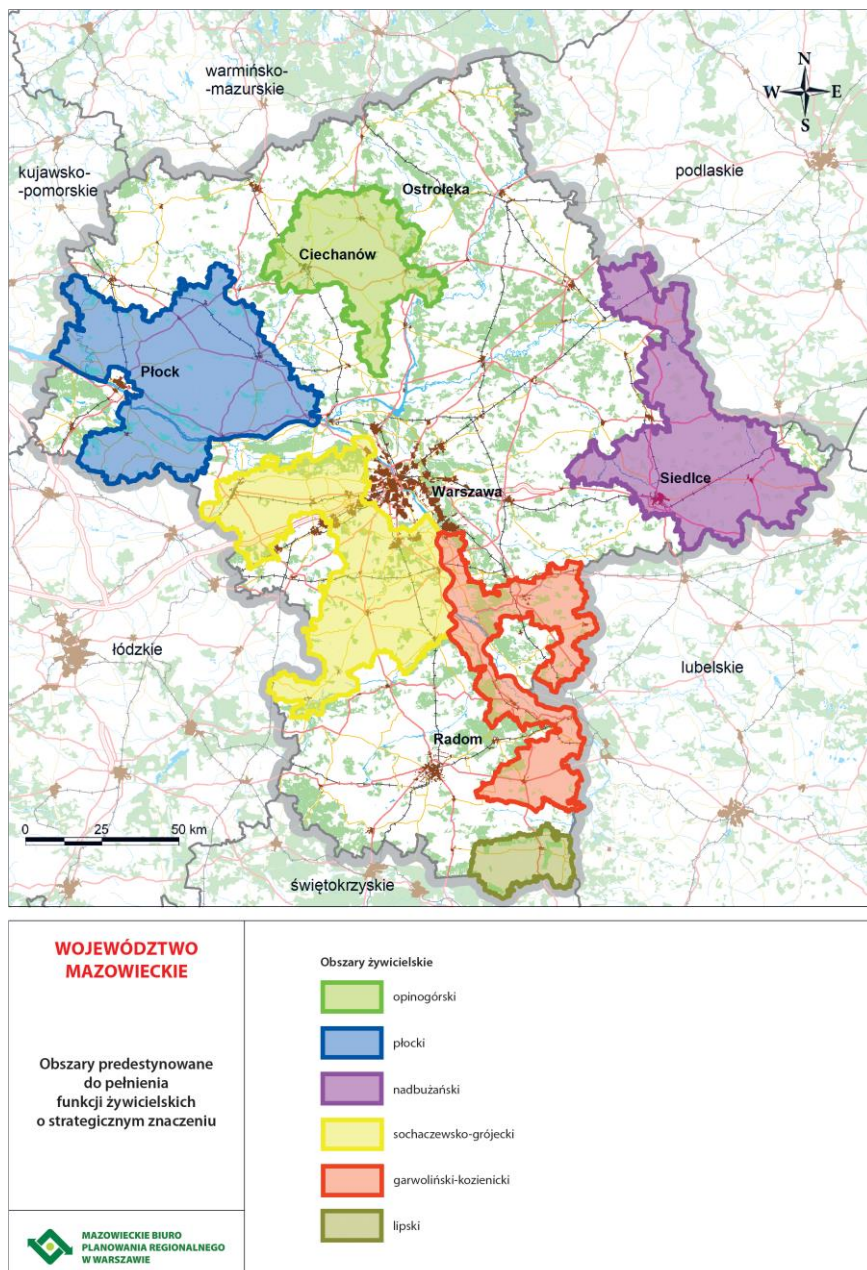 warmińsko-
-mazurskie
N
W E
S
kujawsko-
-pomorskie
podlaskie
Ostrołęka
Ciechanów
Płock
Siedlce
Warszawa
łódzkie
lubelskie
Radom
0 25 50 km
świętokrzyskie
WOJEWÓDZTWO
MAZOWIECKIE
Obszary predestynowane
do pełnienia
funkcji żywicielskich
o strategicznym znaczeniu
MAZOWIECKIE BIURO
PLANOWANIA REGIONALNEGO
W WARSZAWIE
Obszary żywicielskie
opinogórski
płocki
nadbużański
sochaczewsko-grójecki
garwoliński-kozienicki
lipski